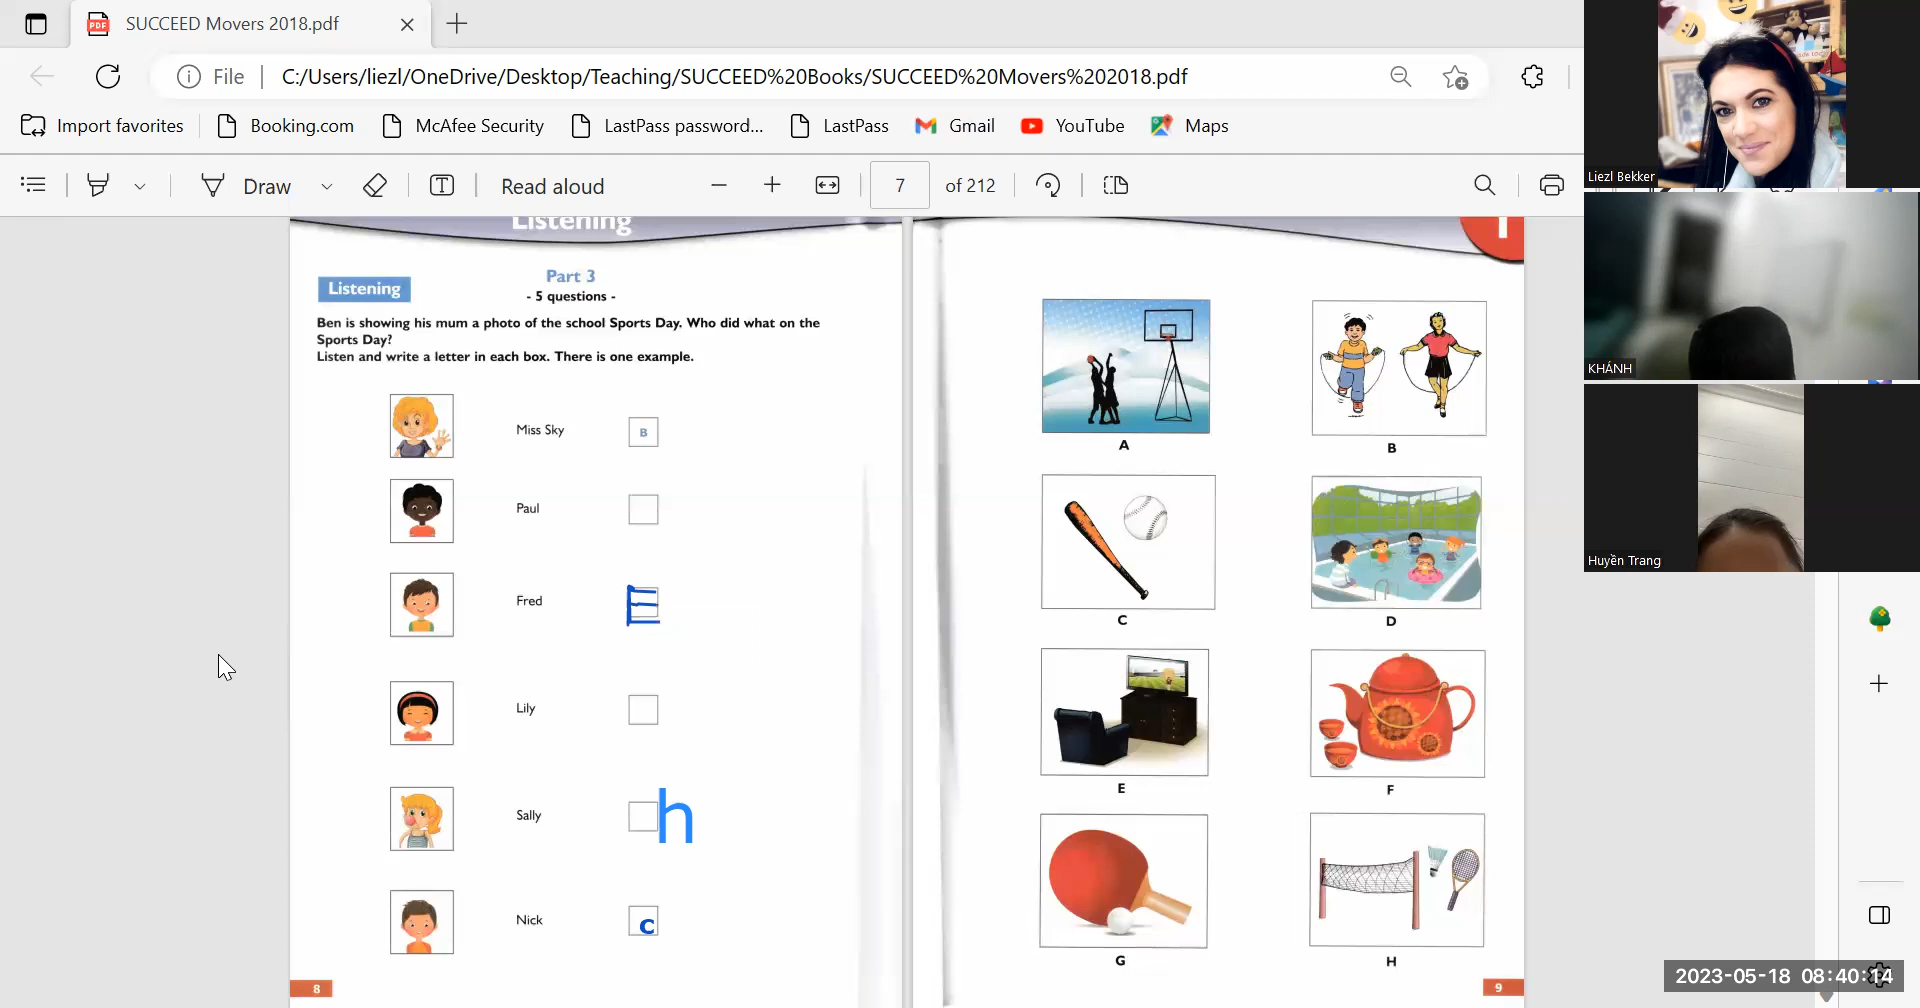 SUCCEED Movers 2018.pdf
File
C:/Users/liezl/OneDrive/Desktop/Teaching/SUCCEED%20Books/SUCCEED%20Movers%202018.pdf
Import favorites
Booking.com
McAfee Security
LastPass password...
LastPass
Gmail
YouTube
Maps
Draw
Read aloud
7
of 212
Listening
Listening
Part 3
- 5 questions -
Ben is showing his mum a photo of the school Sports Day. Who did what on the
Sports Day?
Listen and write a letter in each box. There is one example.
Miss Sky
B
Paul
Fred
E
Lily
Sally
h
Nick
c
8
A
B
C
D
E
F
G
H
9
Liezl Bekker
KHÁNH
Huyền Trang
2023-05-18 08:40:14